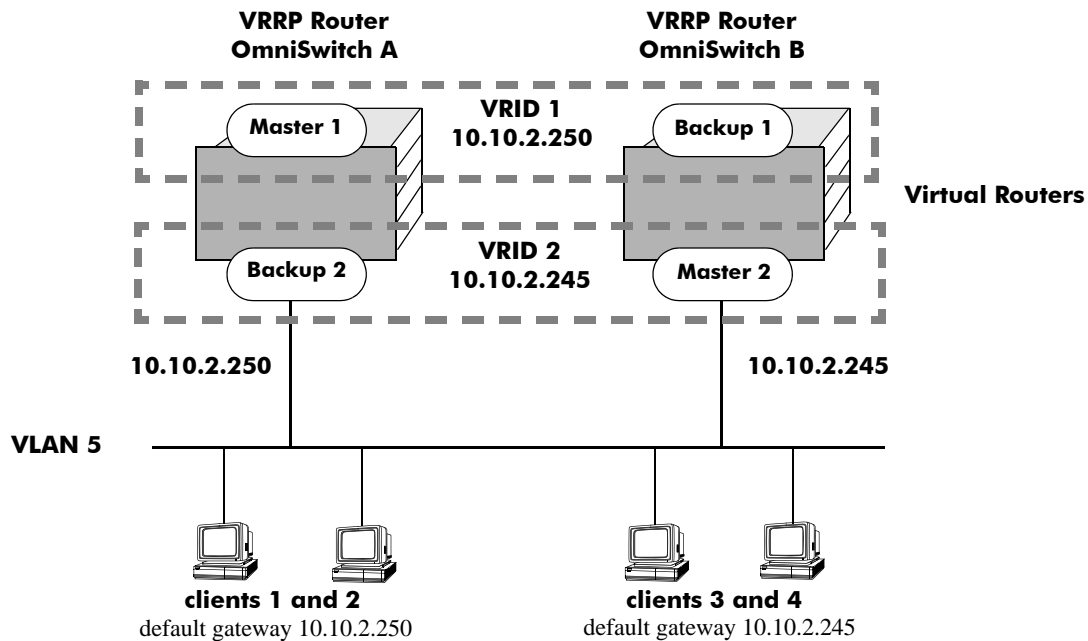 VRRP Router
OmniSwitch A
VRRP Router
OmniSwitch B
Master 1
VRID 1
10.10.2.250
Backup 1
Virtual Routers
Backup 2
VRID 2
10.10.2.245
Master 2
10.10.2.250
10.10.2.245
VLAN 5
clients 1 and 2
default gateway 10.10.2.250
clients 3 and 4
default gateway 10.10.2.245